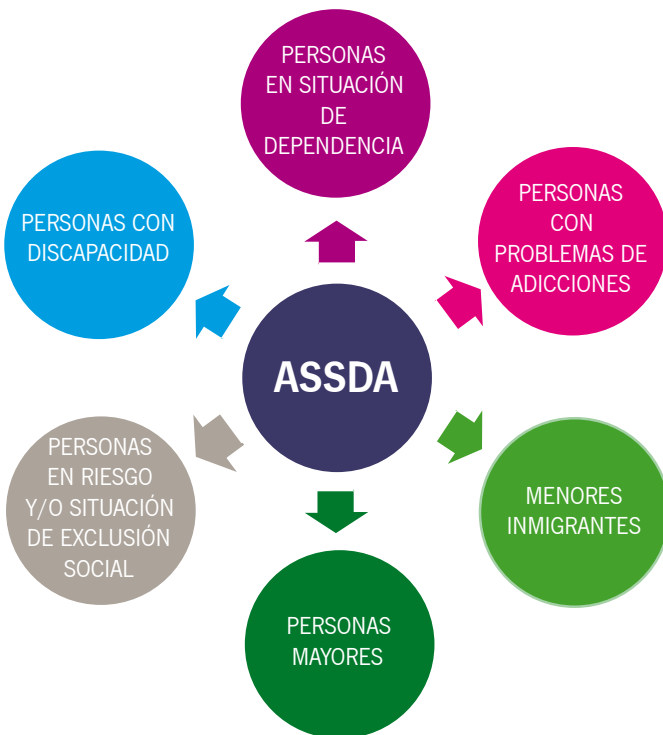 PERSONAS
EN SITUACIÓN
DE
DEPENDENCIA
PERSONAS CON
DISCAPACIDAD
PERSONAS
CON
PROBLEMAS DE
ADICCIONES
ASSDA
PERSONAS
EN RIESGO
Y/O SITUACIÓN
DE EXCLUSIÓN
SOCIAL
MENORES
INMIGRANTES
PERSONAS
MAYORES